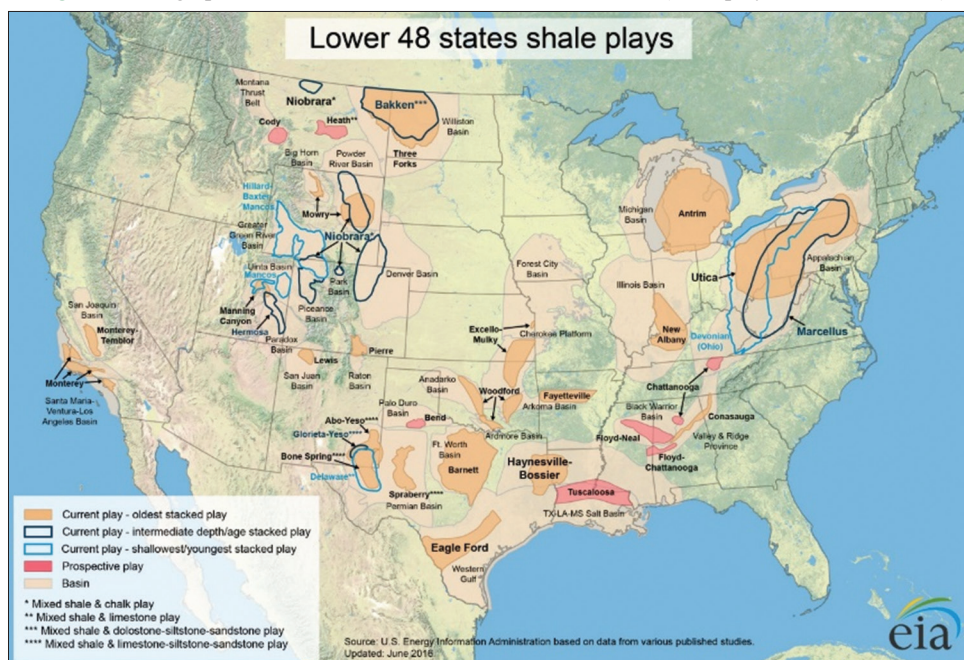 Lower 48 states shale plays
Montana
Thrust
Belt
Niobrara*
Bakken***
Cody
Heath**
Williston
Basin
Big Horn
Basin
Powder
River Basin
Three
Forks
Hillard-
Baxter-
Mancos
Mowry
Greater
Green River
Basin
Niobrara*
Michigan
Basin
Antrim
Uinta Basin
Mancos
Park
Basin
Denver Basin
Forest City
Basin
Illinois Basin
Utica
Appalachian
Basin
San Joaquin
Basin
Manning
Canyon
Hermosa
Piceance
Basin
Monterey-
Temblor
Paradox
Basin
Excello-
Mulky
Cherokee Platform
New
Albany
Devonian
(Ohio)
Marcellus
Monterey
Lewis
Pierre
San Juan
Basin
Raton
Basin
Anadarko
Basin
Woodford
Fayetteville
Arkoma Basin
Chattanooga
Santa Maria-
Ventura-Los
Angeles Basin
Palo Duro
Basin
Bend
Black Warrior
Basin
Conasauga
Abo-Yeso****
Glorieta-Yeso****
Ardmore Basin
Floyd-Neal
Valley & Ridge
Province
Bone Spring****
Ft. Worth
Basin
Barnett
Haynesville-
Bossier
Floyd-
Chattanooga
Delaware
Spraberry****
Permian Basin
Tuscaloosa
TX-LA-MS Salt Basin
Eagle Ford
Western
Gulf
Current play - oldest stacked play
Current play - intermediate depth/age stacked play
Current play - shallowest/youngest stacked play
Prospective play
Basin
* Mixed shale & chalk play
** Mixed shale & limestone play
*** Mixed shale & dolostone-siltstone-sandstone play
**** Mixed shale & limestone-siltstone-sandstone play
Source: U.S. Energy Information Administration based on data from various published studies.
Updated: June 2016
eia